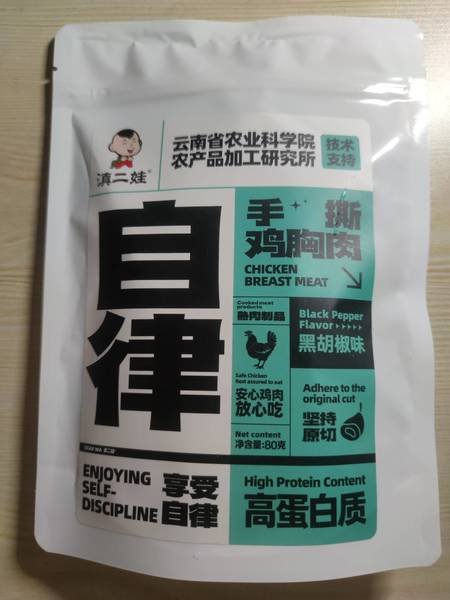 滇二娃
云南省农业科学院
农产品加工研究所
技术
支持
自律
手撕
鸡胸肉
CHICKEN
BREAST MEAT
Cooked meat
products
熟肉制品
Black Pepper
Flavor
黑胡椒味
Safe Chicken
Rest assured to eat
安心鸡肉
放心吃
Adhere to the
original cut
坚持
原切
Net content
净含量:80克
ENJOYING
SELF-
DISCIPLINE
享受
自律
High Protein Content
高蛋白质